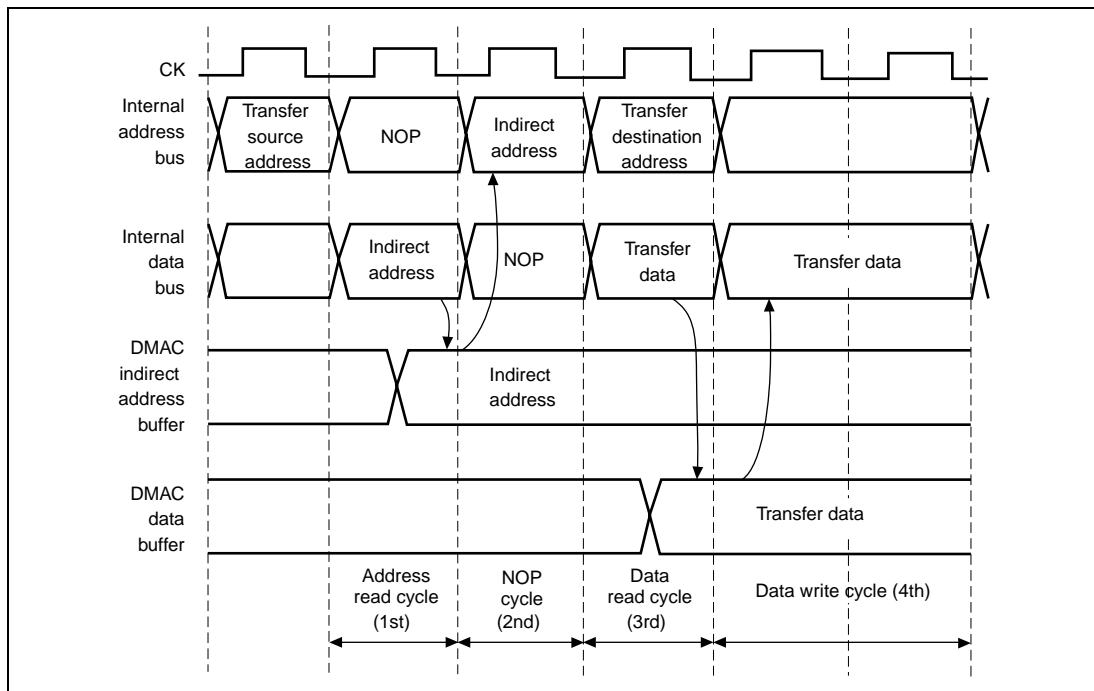 CK
Internal
address
bus
Transfer
source
address
NOP
Indirect
address
Transfer
destination
address
Internal
data
bus
Indirect
address
NOP
Transfer
data
Transfer data
DMAC
indirect
address
buffer
Indirect
address
DMAC
data
buffer
Transfer data
Address
read cycle
(1st)
NOP
cycle
(2nd)
Data
read cycle
(3rd)
Data write cycle (4th)